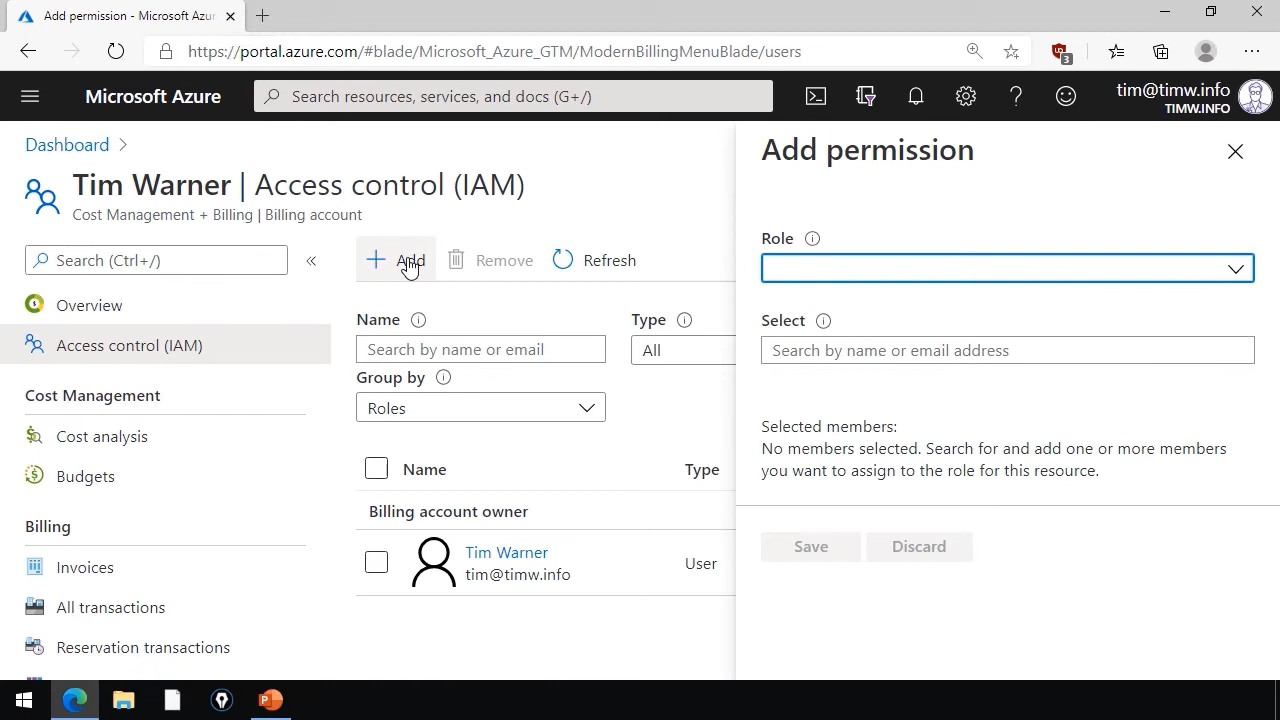 Add permission - Microsoft Azur
https://portal.azure.com/#blade/Microsoft_Azure_GTM/ModernBillingMenuBlade/users
3
Microsoft Azure
Search resources, services, and docs (G+/)
tim@timw.info
TIMW.INFO
Dashboard
Tim Warner | Access control (IAM)
Cost Management + Billing | Billing account
Search (Ctrl+/)
Overview
Access control (IAM)
Cost Management
Cost analysis
Budgets
Billing
Invoices
All transactions
Reservation transactions
Add
Remove
Refresh
Name
Type
Search by name or email
All
Group by
Roles
Name
Type
Billing account owner
Tim Warner
tim@timw.info
User
Add permission
Role
Select
Search by name or email address
Selected members:
No members selected. Search for and add one or more members
you want to assign to the role for this resource.
Save
Discard